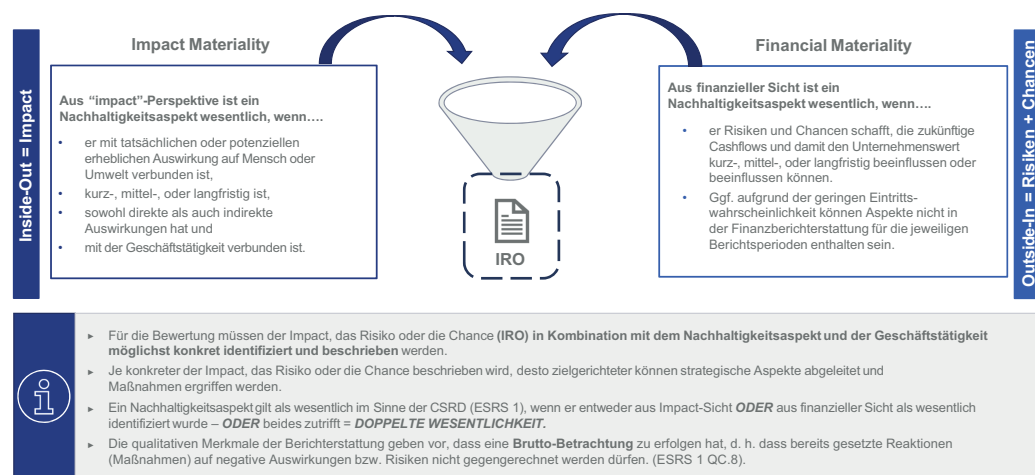 Impact Materiality
Financial Materiality
Inside-Out = Impact
Aus “impact”-Perspektive ist ein
Nachhaltigkeitsaspekt wesentlich, wenn….
• er mit tatsächlichen oder potenziellen
erheblichen Auswirkung auf Mensch oder
Umwelt verbunden ist,
• kurz-, mittel-, oder langfristig ist,
• sowohl direkte als auch indirekte
Auswirkungen hat und
• mit der Geschäftstätigkeit verbunden ist.
IRO
Aus finanzieller Sicht ist ein
Nachhaltigkeitsaspekt wesentlich, wenn….
• er Risiken und Chancen schafft, die zukünftige
Cashflows und damit den Unternehmenswert
kurz-, mittel-, oder langfristig beeinflussen oder
beeinflussen können.
• Ggf. aufgrund der geringen Eintritts-
wahrscheinlichkeit können Aspekte nicht in
der Finanzberichterstattung für die jeweiligen
Berichtsperioden enthalten sein.
Outside-In = Risiken + Chancen
► Für die Bewertung müssen der Impact, das Risiko oder die Chance (IRO) in Kombination mit dem Nachhaltigkeitsaspekt und der Geschäftstätigkeit
möglichst konkret identifiziert und beschrieben werden.
► Je konkreter der Impact, das Risiko oder die Chance beschrieben wird, desto zielgerichteter können strategische Aspekte abgeleitet und
Maßnahmen ergriffen werden.
► Ein Nachhaltigkeitsaspekt gilt als wesentlich im Sinne der CSRD (ESRS 1), wenn er entweder aus Impact-Sicht ODER aus finanzieller Sicht als wesentlich
identifiziert wurde – ODER beides zutrifft = DOPPELTE WESENTLICHKEIT.
► Die qualitativen Merkmale der Berichterstattung geben vor, dass eine Brutto-Betrachtung zu erfolgen hat, d. h. dass bereits gesetzte Reaktionen
(Maßnahmen) auf negative Auswirkungen bzw. Risiken nicht gegengerechnet werden dürfen. (ESRS 1 QC.8).